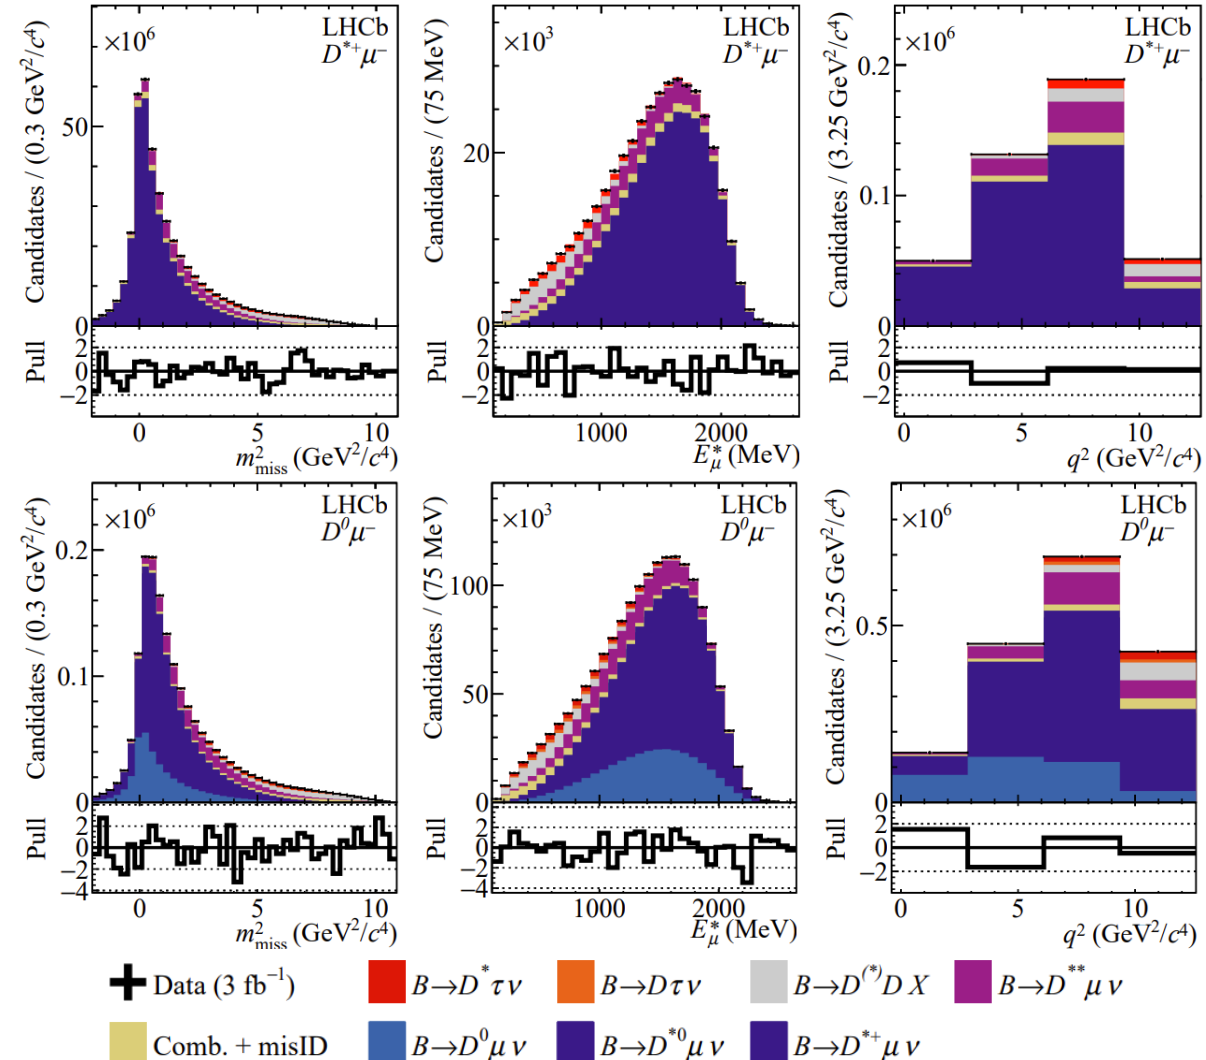 LHCb
D*+μ−
×10⁶
Candidates / (0.3 GeV²/c⁴)
50
0
Pull
2
0
−2
0 5 10
m²miss (GeV²/c⁴)
LHCb
D*+μ−
×10³
Candidates / (75 MeV)
20
0
Pull
2
0
−2
1000 2000
E*μ (MeV)
LHCb
D*+μ−
×10⁶
Candidates / (3.25 GeV²/c⁴)
0.2
0.1
0
Pull
2
0
−2
0 5 10
q² (GeV²/c⁴)
LHCb
D⁰μ−
×10⁶
Candidates / (0.3 GeV²/c⁴)
0.2
0.1
0
Pull
2
0
−2
−4
0 5 10
m²miss (GeV²/c⁴)
LHCb
D⁰μ−
×10³
Candidates / (75 MeV)
100
50
0
Pull
2
0
−2
−4
1000 2000
E*μ (MeV)
LHCb
D⁰μ−
×10⁶
Candidates / (3.25 GeV²/c⁴)
0.5
0
Pull
2
0
−2
0 5 10
q² (GeV²/c⁴)
Data (3 fb⁻¹) B→D*τν B→Dτν B→D(*)DX B→D**μν
Comb. + misID B→D⁰μν B→D*⁰μν B→D*+μν